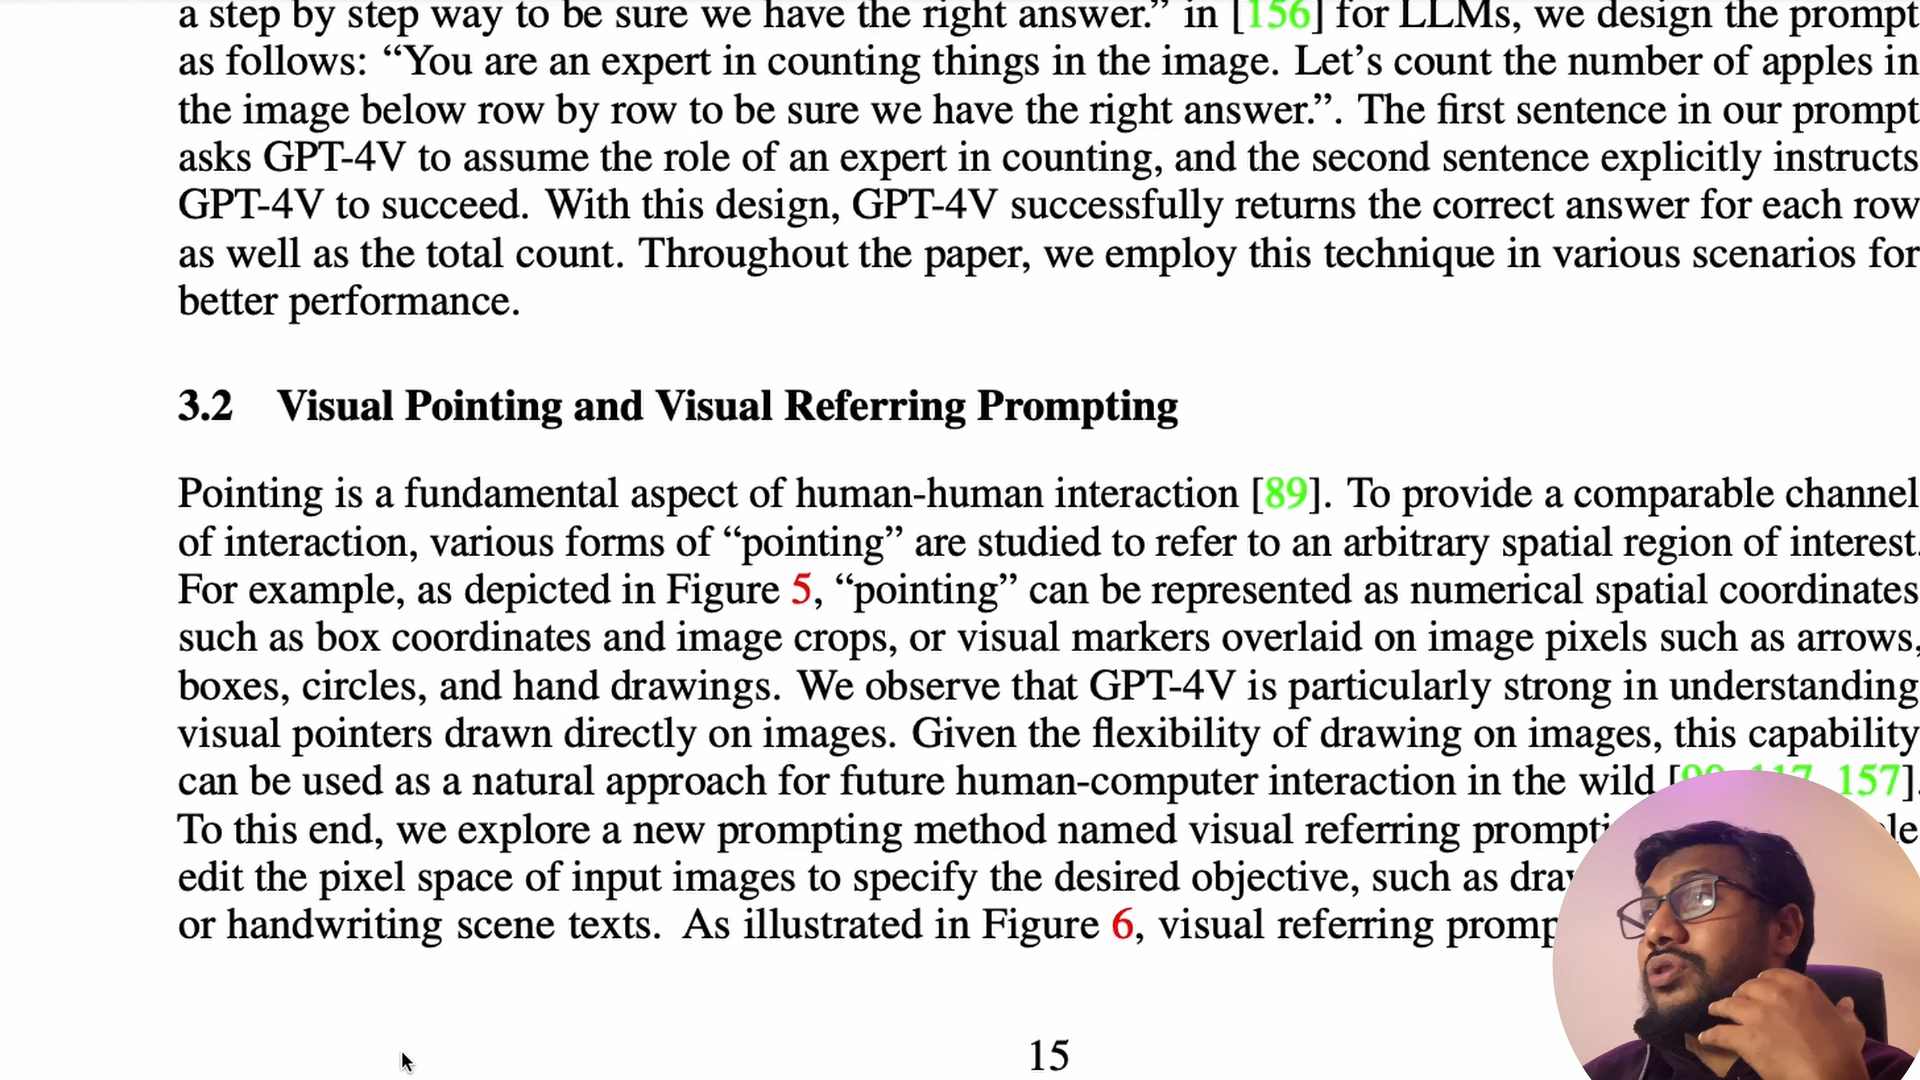 a step by step way to be sure we have the right answer.” in [156] for LLMs, we design the prompt
as follows: “You are an expert in counting things in the image. Let’s count the number of apples in
the image below row by row to be sure we have the right answer.”. The first sentence in our prompt
asks GPT-4V to assume the role of an expert in counting, and the second sentence explicitly instructs
GPT-4V to succeed. With this design, GPT-4V successfully returns the correct answer for each row
as well as the total count. Throughout the paper, we employ this technique in various scenarios for
better performance.
3.2 Visual Pointing and Visual Referring Prompting
Pointing is a fundamental aspect of human-human interaction [89]. To provide a comparable channel
of interaction, various forms of “pointing” are studied to refer to an arbitrary spatial region of interest.
For example, as depicted in Figure 5, “pointing” can be represented as numerical spatial coordinates
such as box coordinates and image crops, or visual markers overlaid on image pixels such as arrows,
boxes, circles, and hand drawings. We observe that GPT-4V is particularly strong in understanding
visual pointers drawn directly on images. Given the flexibility of drawing on images, this capability
can be used as a natural approach for future human-computer interaction in the wild [ 117, 157].
To this end, we explore a new prompting method named visual referring
edit the pixel space of input images to specify the desired objective, such as
or handwriting scene texts. As illustrated in Figure 6, visual referring
15